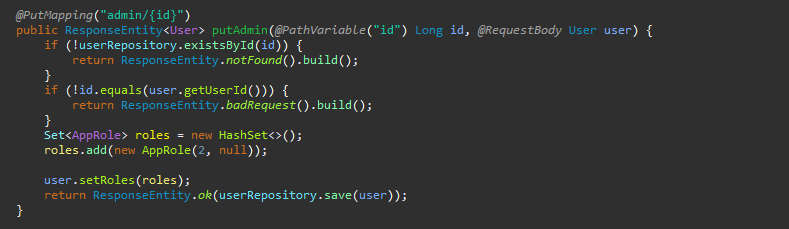 @PutMapping("admin/{id}")
public ResponseEntity<User> putAdmin(@PathVariable("id") Long id, @RequestBody User user) {
    if (!userRepository.existsById(id)) {
        return ResponseEntity.notFound().build();
    }
    if (!id.equals(user.getUserId())) {
        return ResponseEntity.badRequest().build();
    }
    Set<AppRole> roles = new HashSet<>();
    roles.add(new AppRole(2, null));

    user.setRoles(roles);
    return ResponseEntity.ok(userRepository.save(user));
}